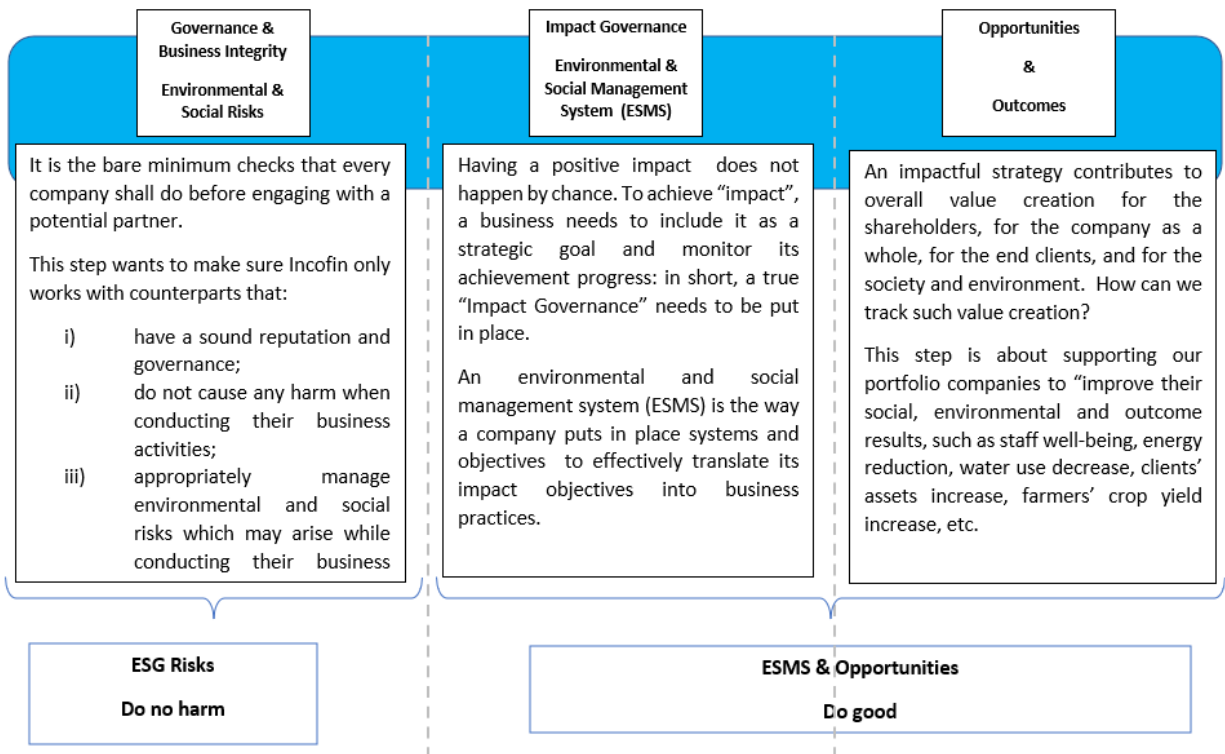 Governance &
Business Integrity
Environmental &
Social Risks
Impact Governance
Environmental &
Social Management
System (ESMS)
Opportunities
&
Outcomes
It is the bare minimum checks that every
company shall do before engaging with a
potential partner.
This step wants to make sure Incofin only
works with counterparts that:
i) have a sound reputation and
governance;
ii) do not cause any harm when
conducting their business
activities;
iii) appropriately manage
environmental and social
risks which may arise while
conducting their business
Having a positive impact does not
happen by chance. To achieve “impact”,
a business needs to include it as a
strategic goal and monitor its
achievement progress: in short, a true
“Impact Governance” needs to be put
in place.
An environmental and social
management system (ESMS) is the way
a company puts in place systems and
objectives to effectively translate its
impact objectives into business
practices.
An impactful strategy contributes to
overall value creation for the
shareholders, for the company as a
whole, for the end clients, and for the
society and environment. How can we
track such value creation?
This step is about supporting our
portfolio companies to “improve their
social, environmental and outcome
results, such as staff well-being, energy
reduction, water use decrease, clients’
assets increase, farmers’ crop yield
increase, etc.
ESG Risks
Do no harm
ESMS & Opportunities
Do good